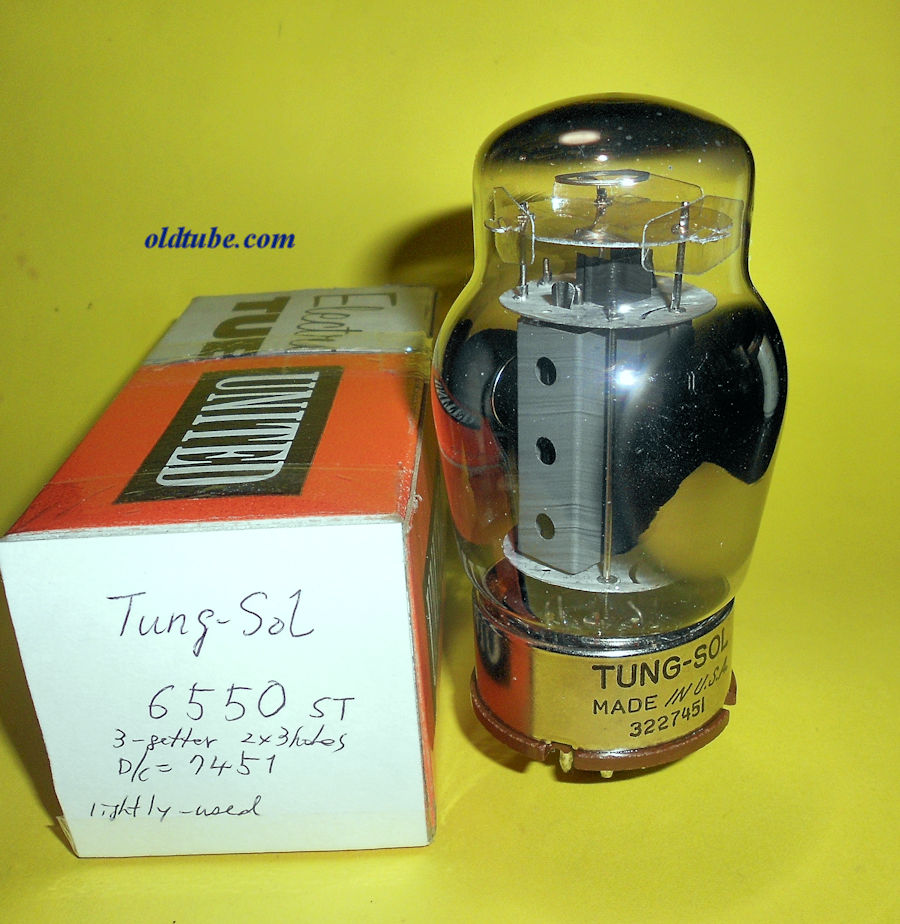 oldtube.com
Electro
TUBE
UNITED
Tung-Sol
6550 ST
3-getter 2x3holes
D/c = 7451
lightly-used
TUNG-SOL
MADE IN U.S.A.
3227451